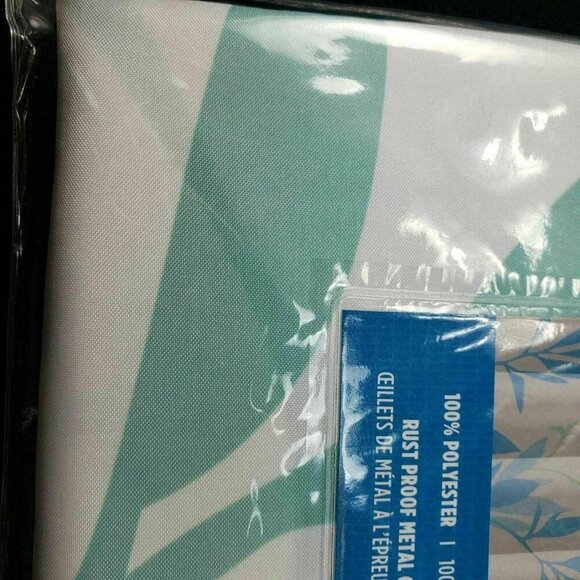 100% POLYESTER | 100
RUST PROOF METAL
ŒILLETS DE MÉTAL À L'ÉPREU